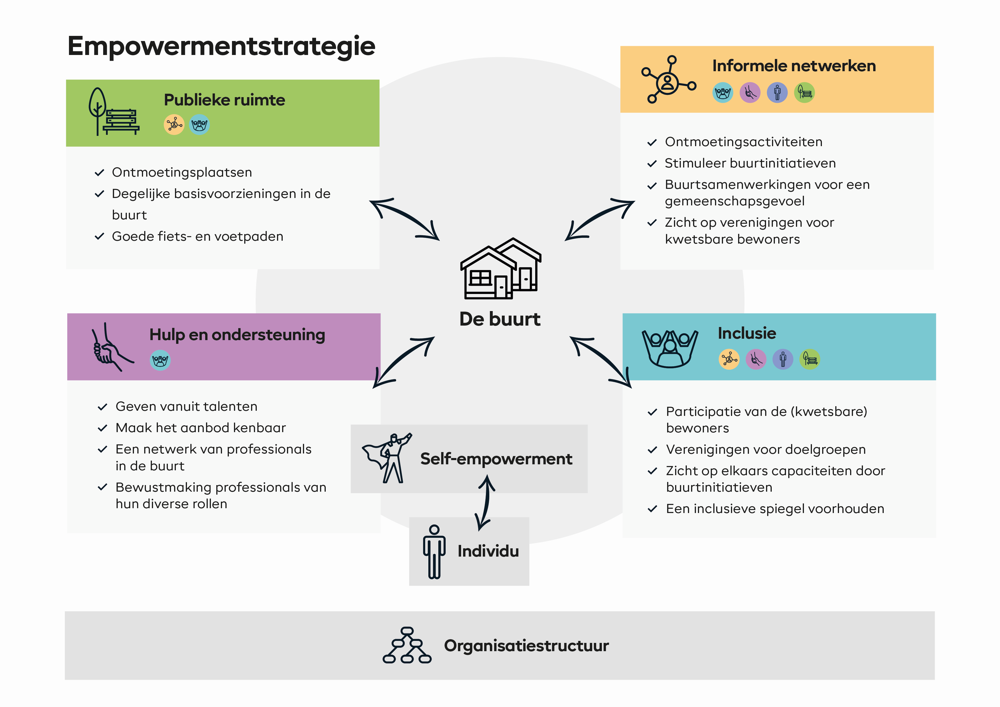 Empowermentstrategie
Publieke ruimte
Ontmoetingsplaatsen
Degelijke basisvoorzieningen in de
buurt
Goede fiets- en voetpaden
Informele netwerken
Ontmoetingsactiviteiten
Stimuleer buurtinitiatieven
Buurtsamenwerkingen voor een
gemeenschapsgevoel
Zicht op verenigingen voor
kwetsbare bewoners
De buurt
Hulp en ondersteuning
Geven vanuit talenten
Maak het aanbod kenbaar
Een netwerk van professionals
in de buurt
Bewustmaking professionals van
hun diverse rollen
Inclusie
Participatie van de (kwetsbare)
bewoners
Verenigingen voor doelgroepen
Zicht op elkaars capaciteiten door
buurtinitiatieven
Een inclusieve spiegel voorhouden
Self-empowerment
Individu
Organisatiestructuur